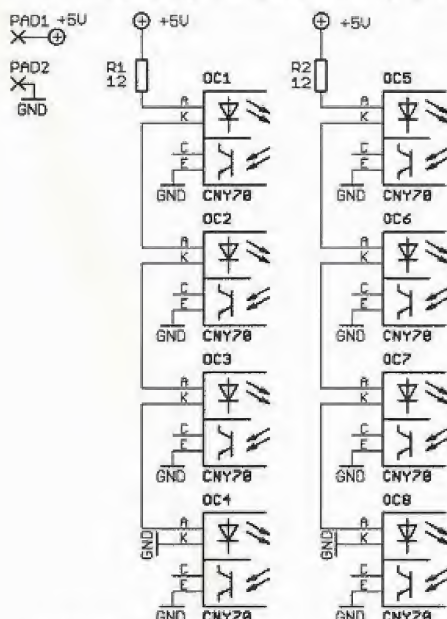 PAD1 +5V
+5V
+5V
PAD2
GND
R1
12
R2
12
OC1
A
K
C
E
GND
CNY70
OC5
A
K
C
E
GND
CNY70
OC2
A
K
C
E
GND
CNY70
OC6
A
K
C
E
GND
CNY70
OC3
A
K
C
E
GND
CNY70
OC7
A
K
C
E
GND
CNY70
OC4
A
K
GND
C
E
GND
CNY70
OC8
A
K
GND
C
E
GND
CNY70